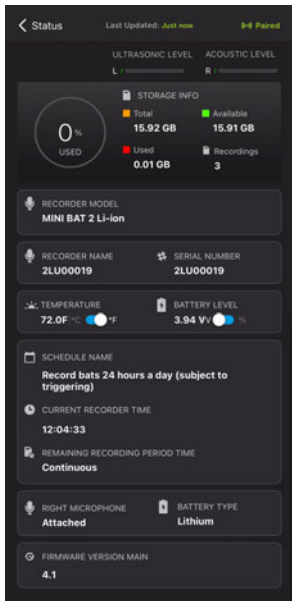 Status
Last Updated: Just now
Paired
ULTRASONIC LEVEL
ACOUSTIC LEVEL
L
R
STORAGE INFO
0%
USED
Total
15.92 GB
Available
15.91 GB
Used
0.01 GB
Recordings
3
RECORDER MODEL
MINI BAT 2 Li-ion
RECORDER NAME
2LU00019
SERIAL NUMBER
2LU00019
TEMPERATURE
72.0F °C °F
BATTERY LEVEL
3.94 V V %
SCHEDULE NAME
Record bats 24 hours a day (subject to
triggering)
CURRENT RECORDER TIME
12:04:33
REMAINING RECORDING PERIOD TIME
Continuous
RIGHT MICROPHONE
Attached
BATTERY TYPE
Lithium
FIRMWARE VERSION MAIN
4.1